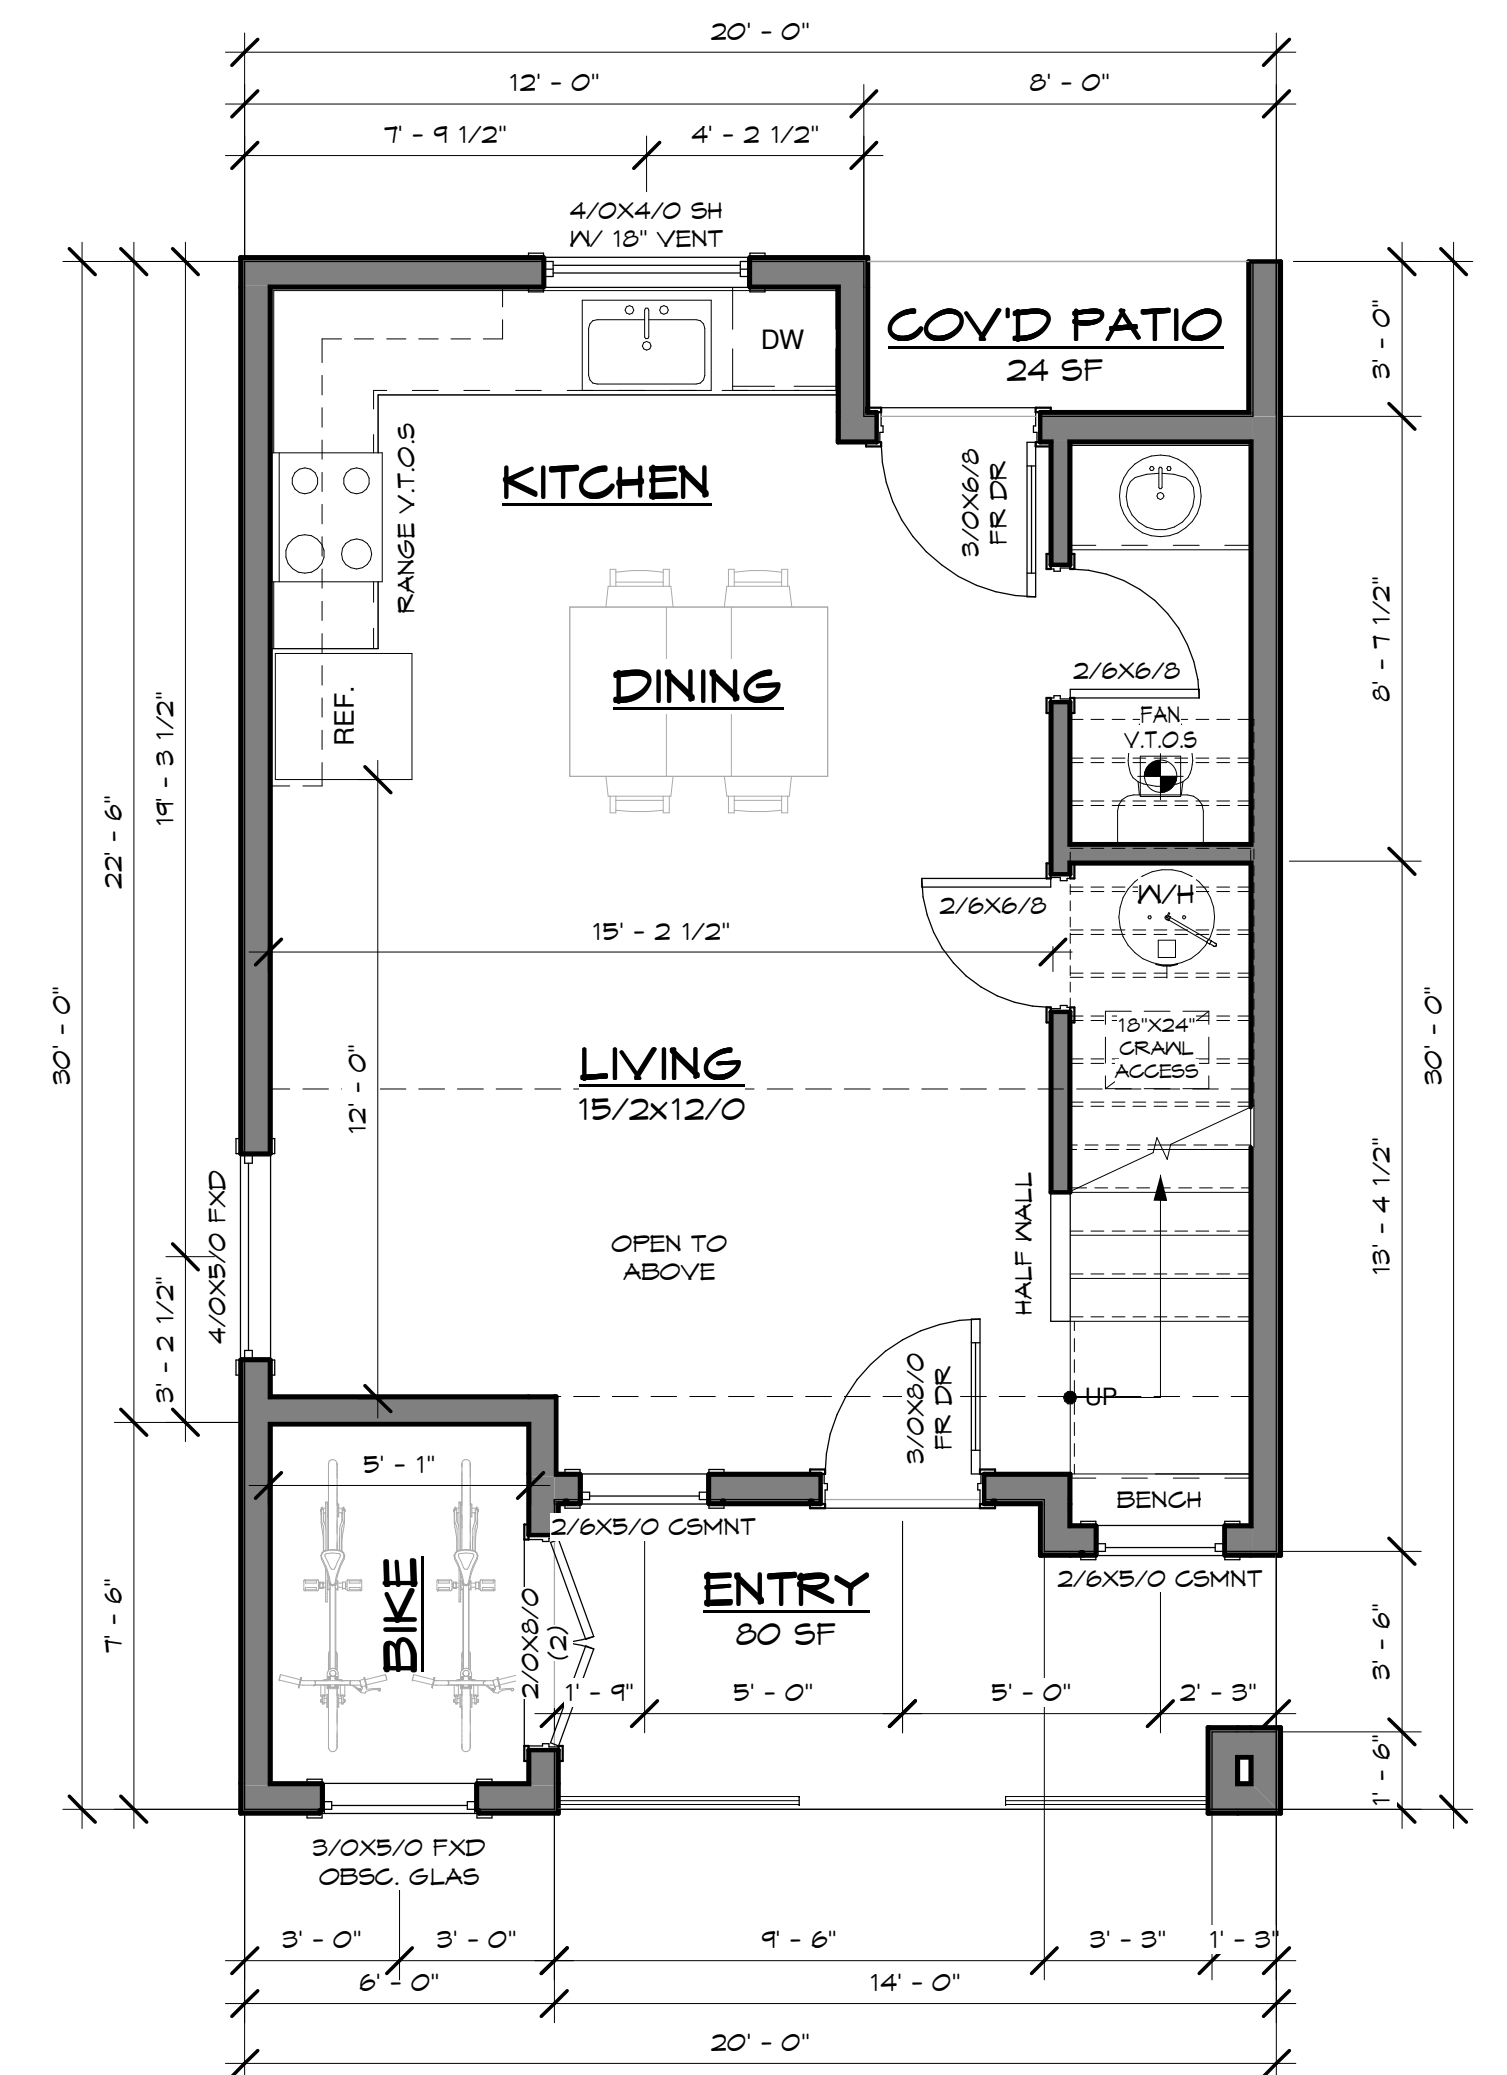 20' - 0"
12' - 0"
8' - 0"
7' - 9 1/2"
4' - 2 1/2"
4/0X4/0 SH
W/ 18" VENT
COV'D PATIO
24 SF
3' - 0"
DW
KITCHEN
RANGE V.T.O.S
3/0X6/8
FR DR
8' - 7 1/2"
DINING
2/6X6/8
REF.
FAN
V.T.O.S
19' - 3 1/2"
22' - 6"
W/H
2/6X6/8
15' - 2 1/2"
30' - 0"
30' - 0"
18"X24"
CRAWL
ACCESS
12' - 0"
LIVING
15/2x12/0
4/0X5/0 FXD
OPEN TO
ABOVE
HALF WALL
13' - 4 1/2"
3' - 2 1/2"
3/0X8/0
FR DR
UP
5' - 1"
BENCH
2/6X5/0 CSMNT
2/6X5/0 CSMNT
7' - 6"
BIKE
2/0X8/0
(2)
ENTRY
80 SF
3' - 6"
1' - 9"
5' - 0"
5' - 0"
2' - 3"
1' - 6"
3/0X5/0 FXD
OBSC. GLAS
3' - 0"
3' - 0"
9' - 6"
3' - 3"
1' - 3"
6' - 0"
14' - 0"
20' - 0"